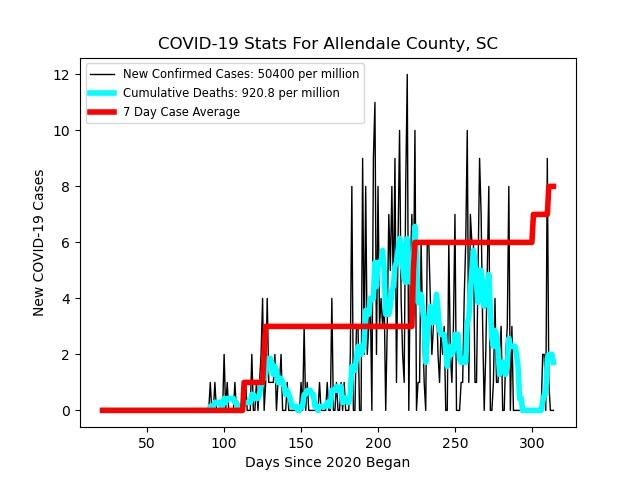 COVID-19 Stats For Allendale County, SC
New Confirmed Cases: 50400 per million
Cumulative Deaths: 920.8 per million
7 Day Case Average
12
10
8
6
4
2
0
New COVID-19 Cases
50 100 150 200 250 300
Days Since 2020 Began